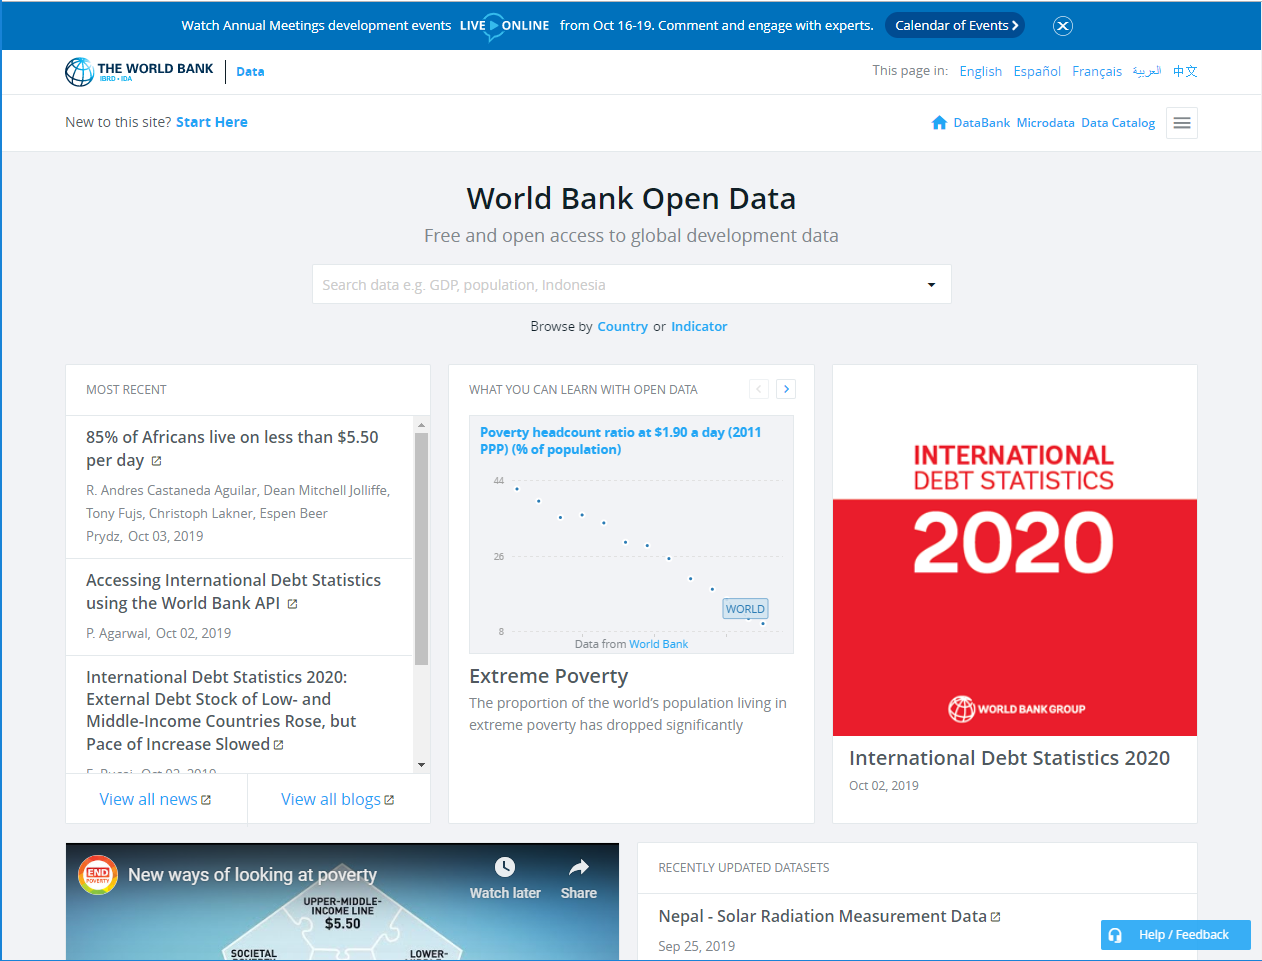 Watch Annual Meetings development events LIVE ONLINE from Oct 16-19. Comment and engage with experts. Calendar of Events
THE WORLD BANK
IBRD • IDA
Data
This page in: English Español Français العربية 中文
New to this site? Start Here
DataBank Microdata Data Catalog
World Bank Open Data
Free and open access to global development data
Search data e.g. GDP, population, Indonesia
Browse by Country or Indicator
MOST RECENT
85% of Africans live on less than $5.50
per day
R. Andres Castaneda Aguilar, Dean Mitchell Jolliffe,
Tony Fujs, Christoph Lakner, Espen Beer
Prydz, Oct 03, 2019
Accessing International Debt Statistics
using the World Bank API
P. Agarwal, Oct 02, 2019
International Debt Statistics 2020:
External Debt Stock of Low- and
Middle-Income Countries Rose, but
Pace of Increase Slowed
View all news
View all blogs
WHAT YOU CAN LEARN WITH OPEN DATA
Poverty headcount ratio at $1.90 a day (2011
PPP) (% of population)
44
26
8
WORLD
Data from World Bank
Extreme Poverty
The proportion of the world's population living in
extreme poverty has dropped significantly
INTERNATIONAL
DEBT STATISTICS
2020
WORLD BANK GROUP
International Debt Statistics 2020
Oct 02, 2019
END
POVERTY
New ways of looking at poverty
Watch later
Share
UPPER-MIDDLE-
INCOME LINE
$5.50
SOCIETAL
LOWER-
RECENTLY UPDATED DATASETS
Nepal - Solar Radiation Measurement Data
Sep 25, 2019
Help / Feedback